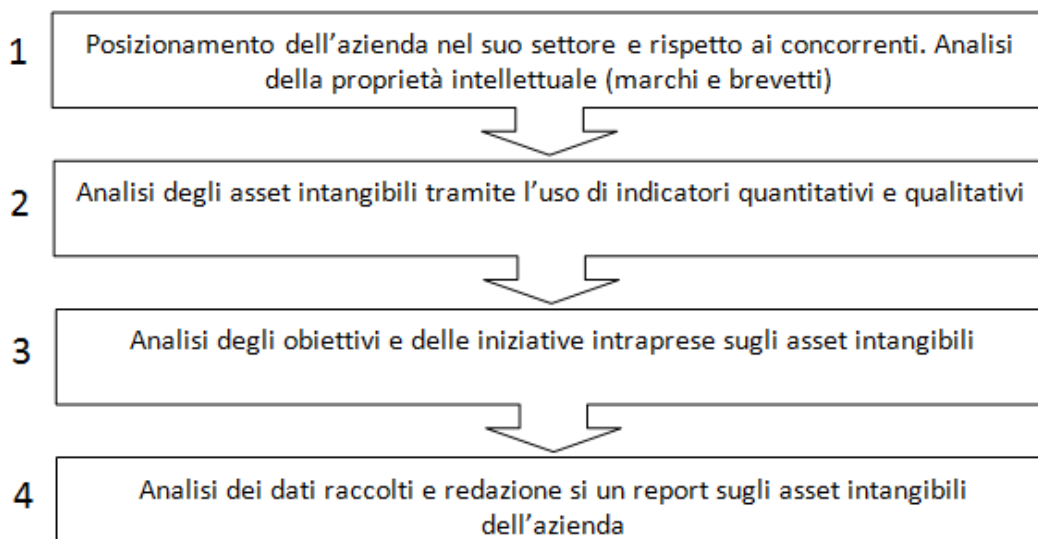 1
Posizionamento dell’azienda nel suo settore e rispetto ai concorrenti. Analisi
della proprietà intellettuale (marchi e brevetti)
2
Analisi degli asset intangibili tramite l’uso di indicatori quantitativi e qualitativi
3
Analisi degli obiettivi e delle iniziative intraprese sugli asset intangibili
4
Analisi dei dati raccolti e redazione si un report sugli asset intangibili
dell’azienda